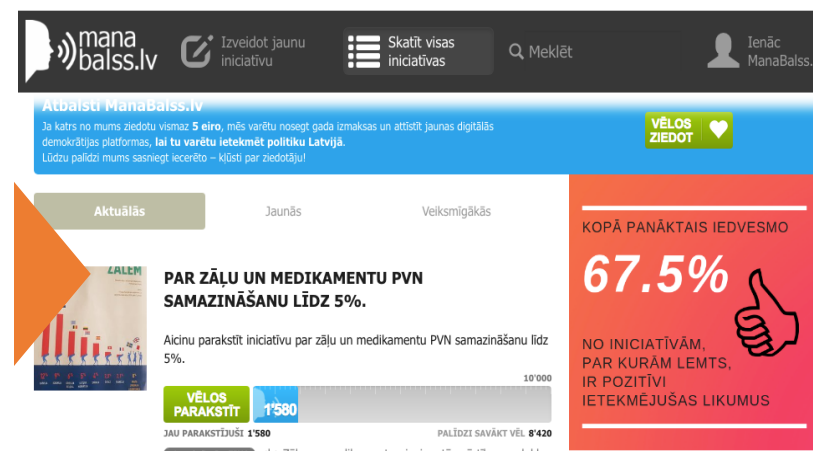 mana
balss.lv
Izveidot jaunu
iniciatīvu
Skatīt visas
iniciatīvas
Meklēt
Ienāc
ManaBalss.
Atbalsti ManaBalss.lv
Ja katrs no mums ziedotu vismaz 5 eiro, mēs varētu nosegt gada izmaksas un attīstīt jaunas digitālās
demokrātijas platformas, lai tu varētu ietekmēt politiku Latvijā.
Lūdzu palīdzi mums sasniegt iecerēto – kļūsti par ziedotāju!
VĒLOS
ZIEDOT
Aktuālās
Jaunās
Veiksmīgākās
ZĀLĒM
PAR ZĀĻU UN MEDIKAMENTU PVN
SAMAZINĀŠANU LĪDZ 5%.
Aicinu parakstīt iniciatīvu par zāļu un medikamentu PVN samazināšanu līdz
5%.
10'000
VĒLOS
PARAKSTĪT
1'580
JAU PARAKSTĪJUŠI 1'580
PALĪDZI SAVĀKT VĒL 8'420
KOPĀ PANĀKTAIS IEDVESMO
67.5%
NO INICIATĪVĀM,
PAR KURĀM LEMTS,
IR POZITĪVI
IETEKMĒJUŠAS LIKUMUS